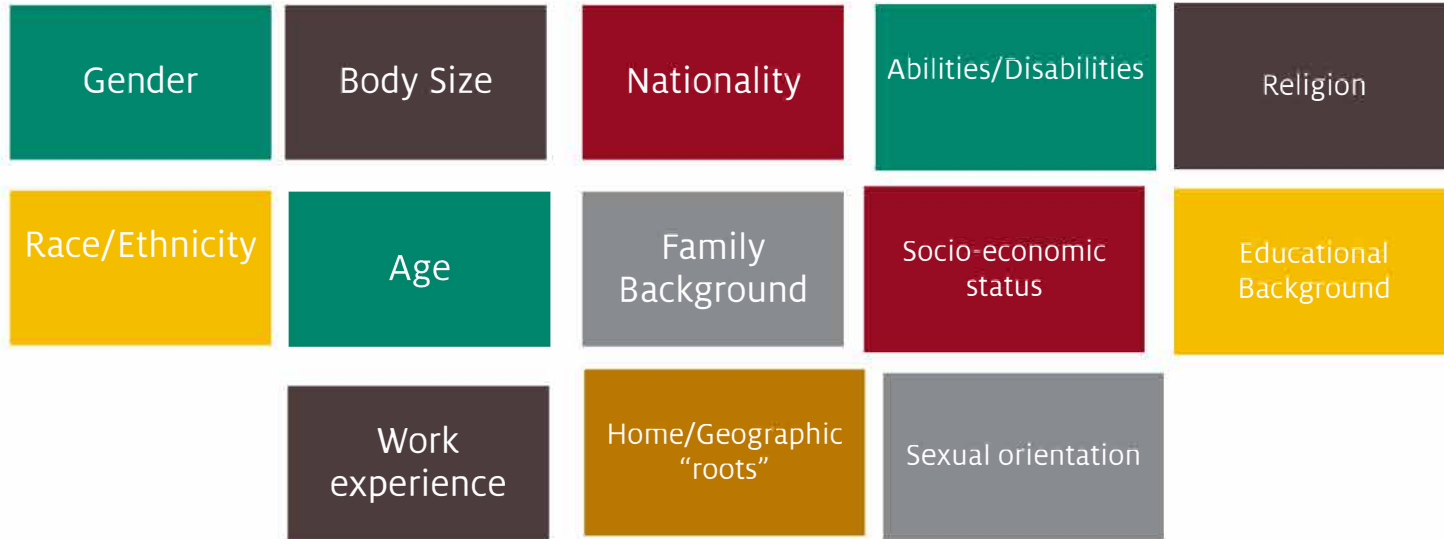 Gender
Body Size
Nationality
Abilities/Disabilities
Religion
Race/Ethnicity
Age
Family
Background
Socio-economic
status
Educational
Background
Work
experience
Home/Geographic
“roots”
Sexual orientation